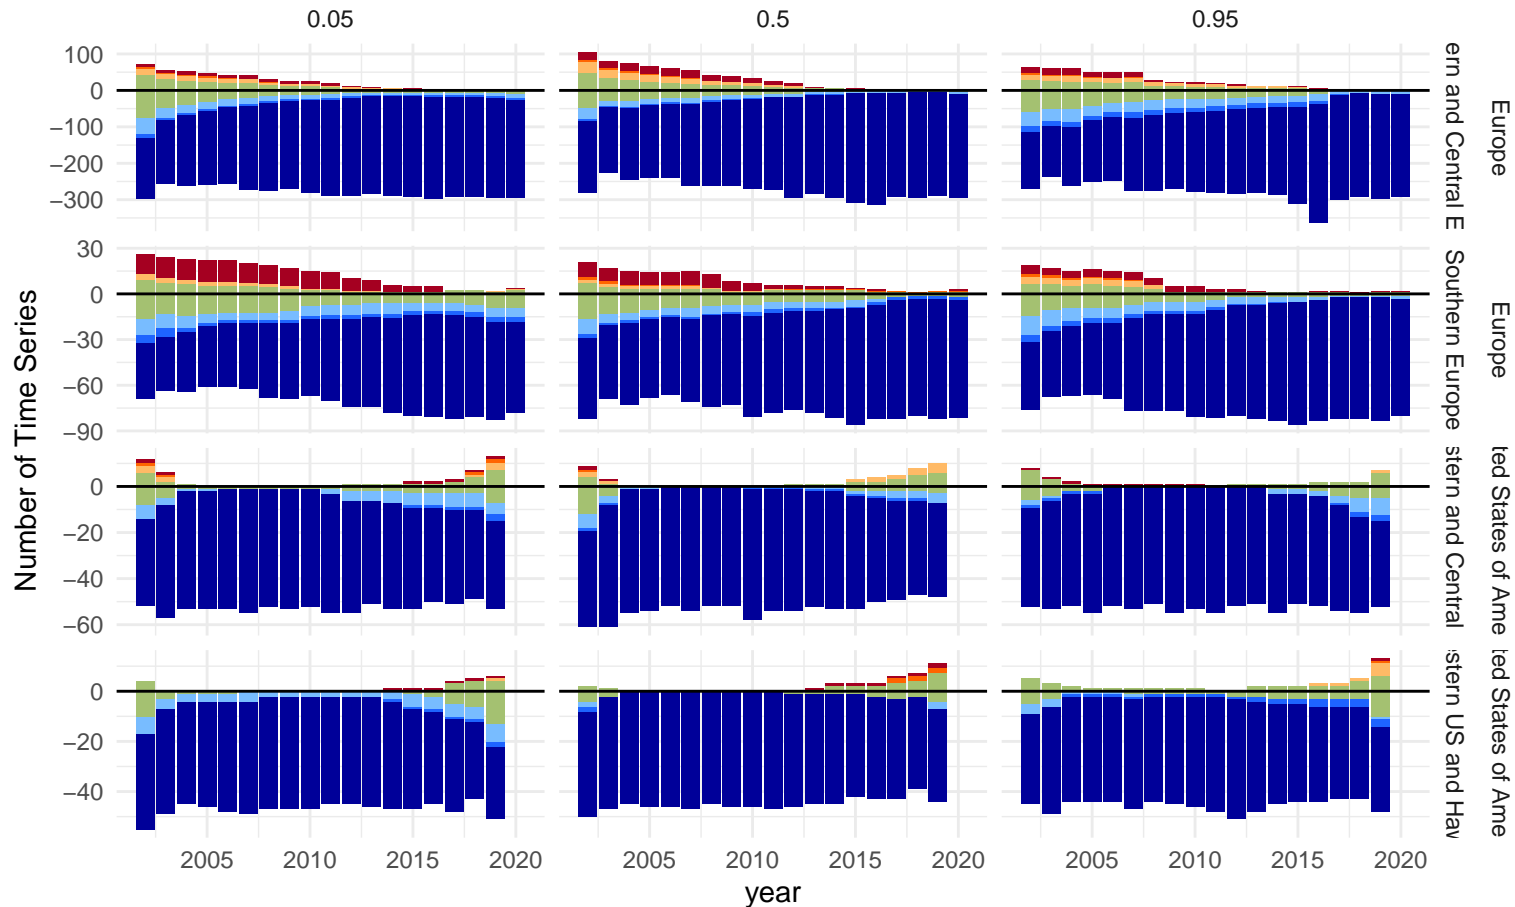 0.05 0.5 0.95
100
0
−100
−200
−300
ern and Central E
Europe
30
0
−30
−60
−90
Southern Europe
Europe
0
−20
−40
−60
stern and Central
ted States of Ame
0
−20
−40
stern US and Hav
ted States of Ame
Number of Time Series
2005 2010 2015 2020 2005 2010 2015 2020 2005 2010 2015 2020
year